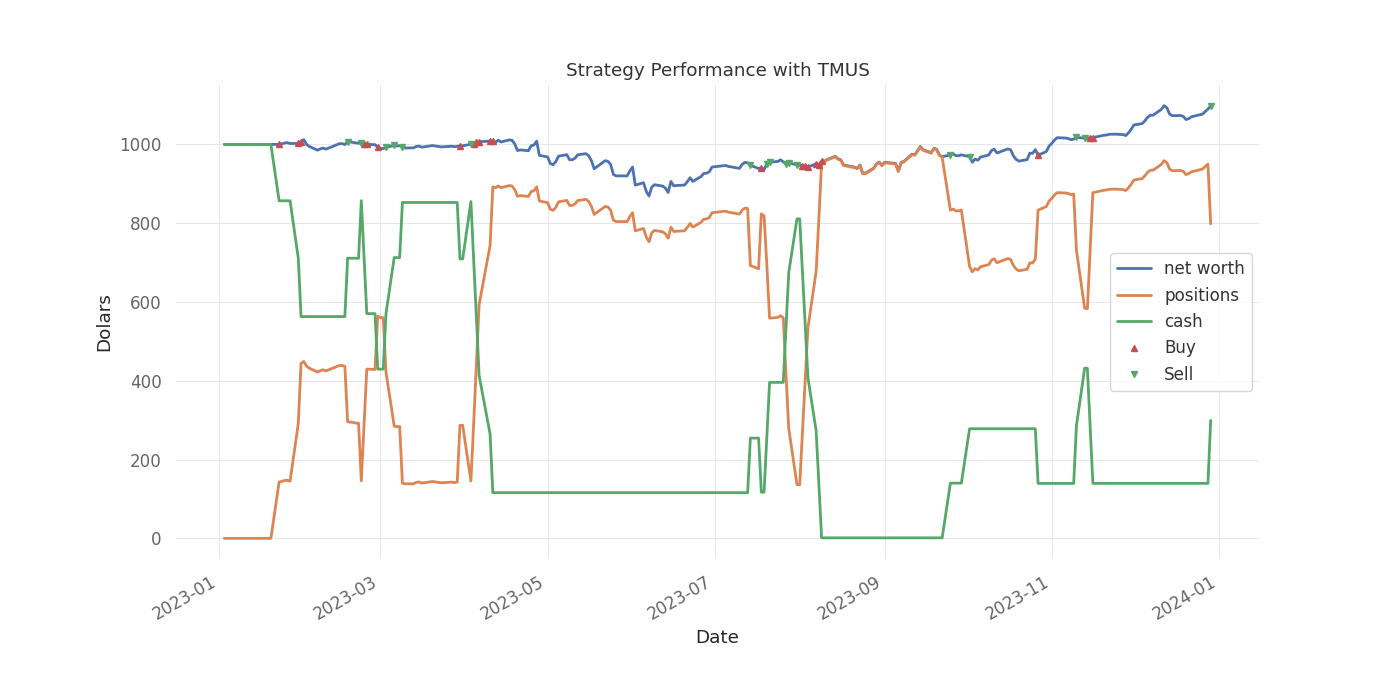 Strategy Performance with TMUS
Dolars
1000
800
600
400
200
0
net worth
positions
cash
Buy
Sell
2023-01
2023-03
2023-05
2023-07
2023-09
2023-11
2024-01
Date